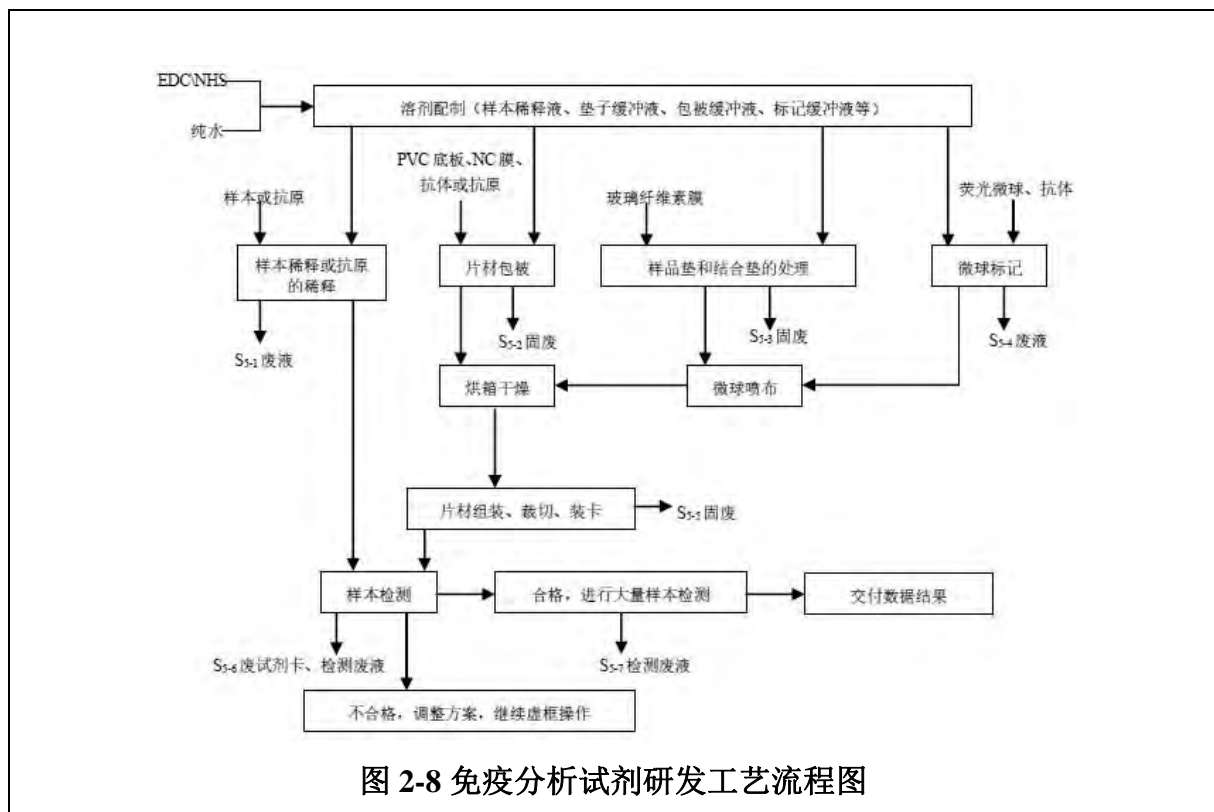 EDC\NHS
纯水
溶剂配制（样本稀释液、垫子缓冲液、包被缓冲液、标记缓冲液等）
样本或抗原
PVC 底板、NC膜、
抗体或抗原
玻璃纤维素膜
荧光微球、抗体
样本稀释或抗原
的稀释
片材包被
样品垫和结合垫的处理
微球标记
S5-1废液
S5-2固废
S5-3固废
S5-4废液
烘箱干燥
微球喷布
片材组装、裁切、装卡
S5-5固废
样本检测
合格，进行大量样本检测
交付数据结果
S5-6废试剂卡、检测废液
S5-7检测废液
不合格，调整方案，继续虚框操作
图 2-8 免疫分析试剂研发工艺流程图